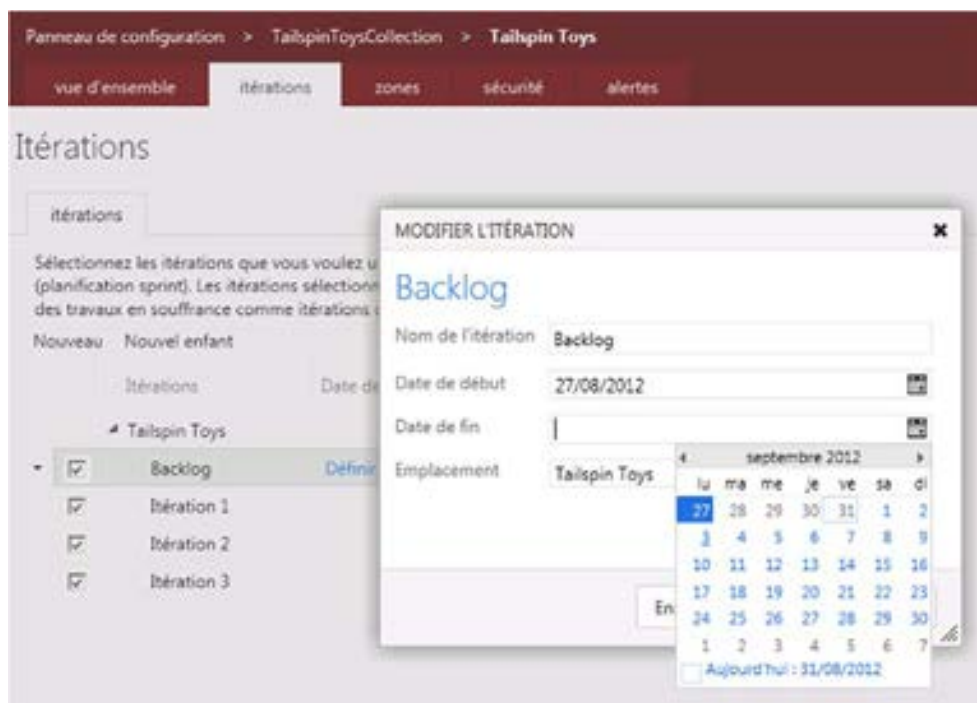 Panneau de configuration > TailspinToysCollection > Tailspin Toys
vue d'ensemble itérations zones sécurité alertes
Itérations
itérations
Sélectionnez les itérations que vous voulez u
(planification sprint). Les itérations sélectionn
des travaux en souffrance comme itérations
Nouveau Nouvel enfant
Itérations Date de
Tailspin Toys
Backlog Définir
Itération 1
Itération 2
Itération 3
MODIFIER L'ITÉRATION
Backlog
Nom de l'itération Backlog
Date de début 27/08/2012
Date de fin
Emplacement Tailspin Toys
septembre 2012
lu ma me je ve sa di
27 28 29 30 31 1 2
3 4 5 6 7 8 9
10 11 12 13 14 15 16
17 18 19 20 21 22 23
24 25 26 27 28 29 30
1 2 3 4 5 6 7
Aujourd'hui : 31/08/2012
En